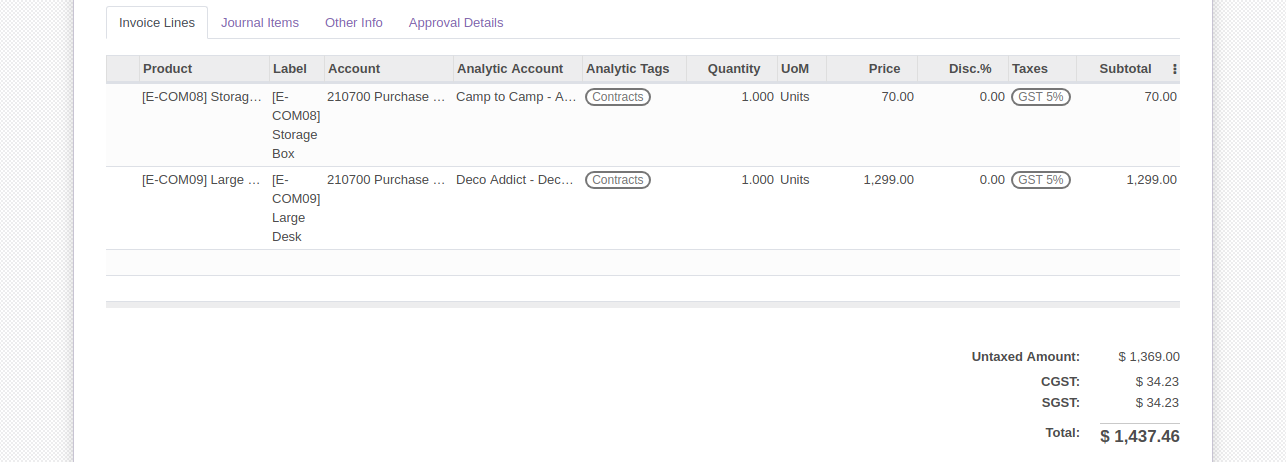 Invoice Lines Journal Items Other Info Approval Details
Product Label Account Analytic Account Analytic Tags Quantity UoM Price Disc.% Taxes Subtotal
[E-COM08] Storag... [E- 210700 Purchase ... Camp to Camp - A... Contracts 1.000 Units 70.00 0.00 GST 5% 70.00
COM08]
Storage
Box
[E-COM09] Large ... [E- 210700 Purchase ... Deco Addict - Dec... Contracts 1.000 Units 1,299.00 0.00 GST 5% 1,299.00
COM09]
Large
Desk
Untaxed Amount: $ 1,369.00
CGST: $ 34.23
SGST: $ 34.23
Total: $ 1,437.46